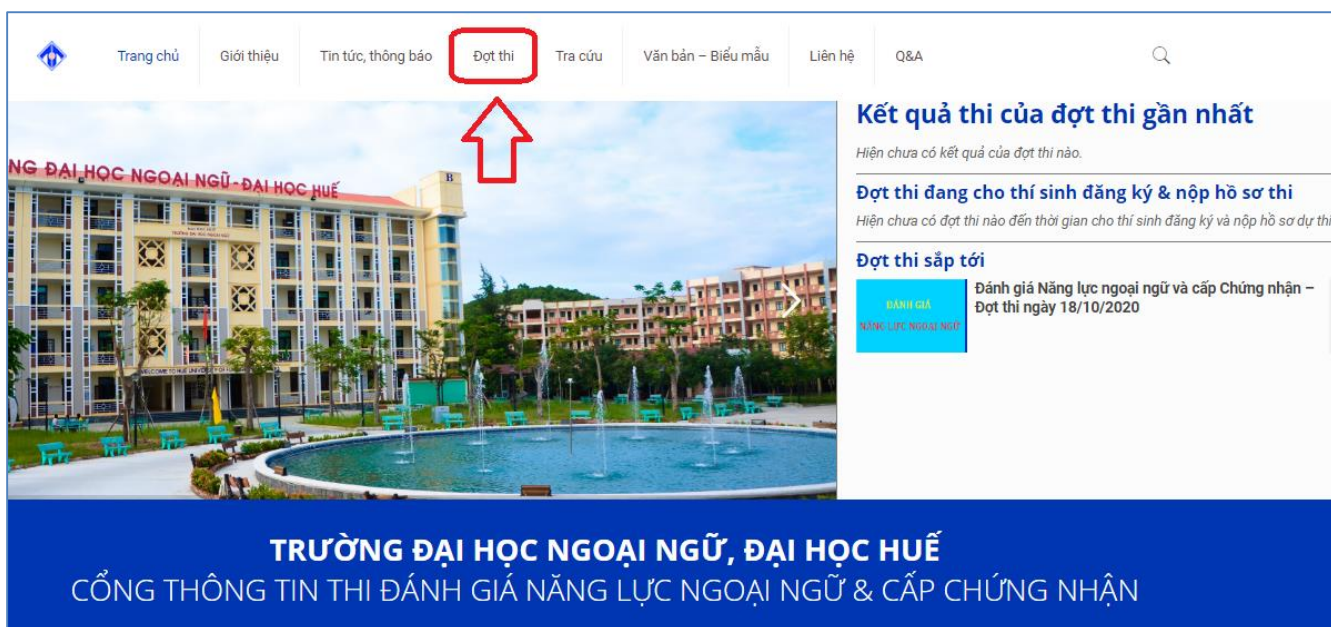 Trang chủ
Giới thiệu
Tin tức, thông báo
Đợt thi
Tra cứu
Văn bản – Biểu mẫu
Liên hệ
Q&A
NG ĐẠI HỌC NGOẠI NGỮ - ĐẠI HỌC HUẾ
B
Kết quả thi của đợt thi gần nhất
Hiện chưa có kết quả của đợt thi nào.
Đợt thi đang cho thí sinh đăng ký & nộp hồ sơ thi
Hiện chưa có đợt thi nào đến thời gian cho thí sinh đăng ký và nộp hồ sơ dự thi
Đợt thi sắp tới
ĐÁNH GIÁ
NĂNG LỰC NGOẠI NGỮ
Đánh giá Năng lực ngoại ngữ và cấp Chứng nhận –
Đợt thi ngày 18/10/2020
TRƯỜNG ĐẠI HỌC NGOẠI NGỮ, ĐẠI HỌC HUẾ
CỔNG THÔNG TIN THI ĐÁNH GIÁ NĂNG LỰC NGOẠI NGỮ & CẤP CHỨNG NHẬN